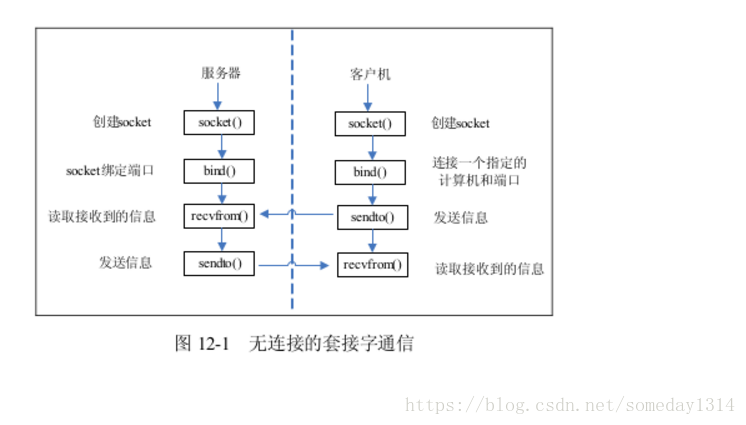 服务器 客户机
创建socket socket() socket() 创建socket
socket绑定端口 bind() bind() 连接一个指定的
计算机和端口
读取接收到的信息 recvfrom() sendto() 发送信息
发送信息 sendto() recvfrom() 读取接收到的信息
图 12-1 无连接的套接字通信
https://blog.csdn.net/someday1314